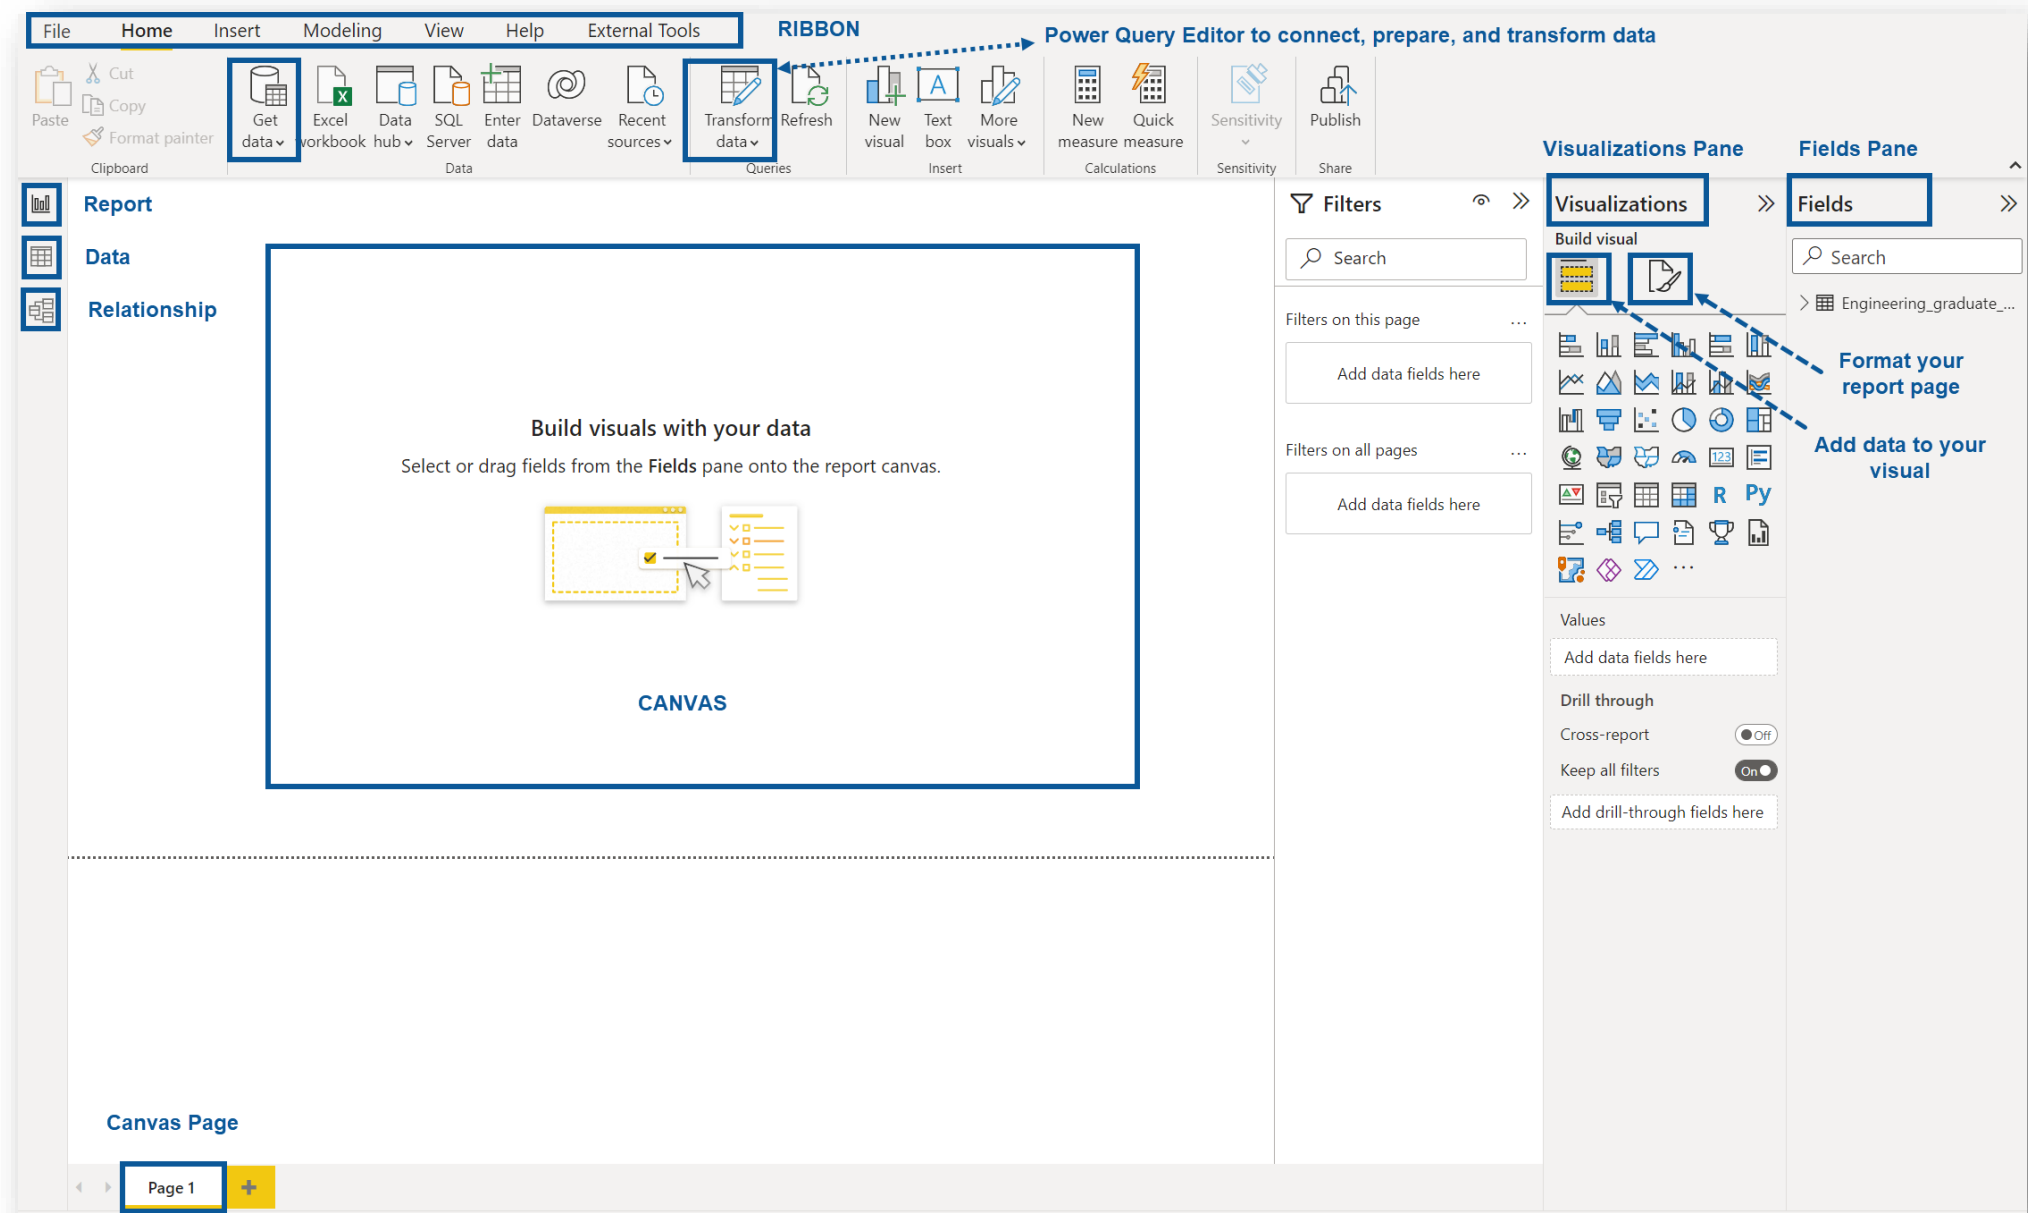 File Home Insert Modeling View Help External Tools
RIBBON
Power Query Editor to connect, prepare, and transform data
Paste
Cut
Copy
Format painter
Clipboard
Get
data
Excel
workbook
Data
hub
SQL
Server
Enter
data
Dataverse
Recent
sources
Data
Transform
data
Refresh
Queries
New
visual
A
Text
box
More
visuals
Insert
New
measure
Quick
measure
Calculations
Sensitivity
Sensitivity
Publish
Share
Visualizations Pane
Fields Pane
Report
Data
Relationship
Build visuals with your data
Select or drag fields from the Fields pane onto the report canvas.
CANVAS
Canvas Page
Page 1
Filters
Search
Filters on this page ...
Add data fields here
Filters on all pages ...
Add data fields here
Visualizations
Build visual
123
R Py
...
Values
Add data fields here
Drill through
Cross-report Off
Keep all filters On
Add drill-through fields here
Fields
Search
Engineering_graduate_...
Format your
report page
Add data to your
visual